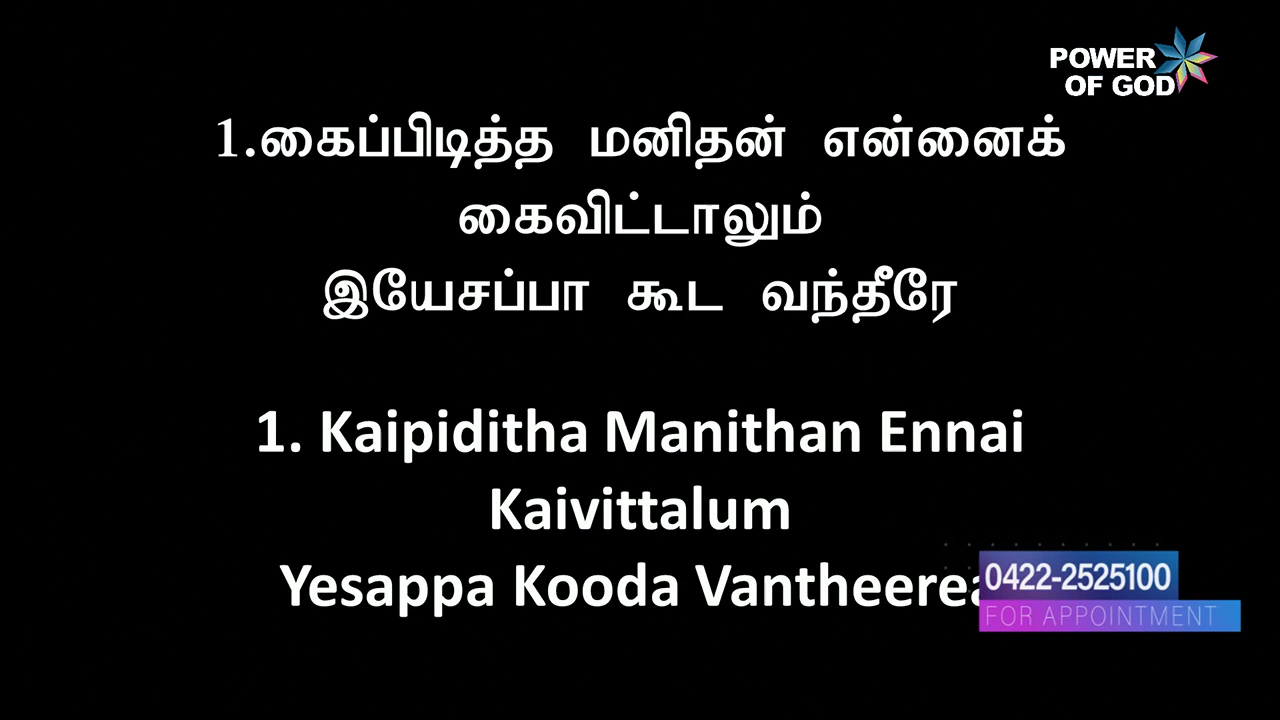 POWER
OF GOD
1.கைப்பிடித்த மனிதன் என்னைக்
கைவிட்டாலும்
இயேசப்பா கூட வந்தீரே
1. Kaipiditha Manithan Ennai
Kaivittalum
Yesappa Kooda Vantheerea
0422-2525100
FOR APPOINTMENT